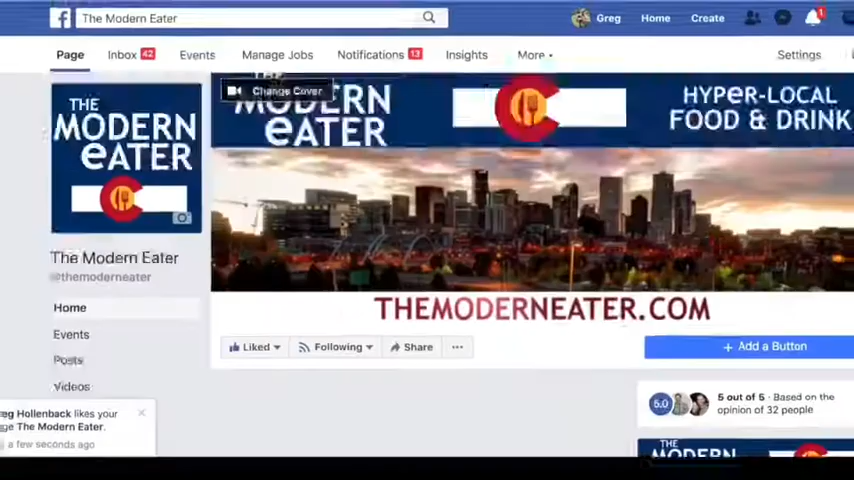 The Modern Eater
Greg
Home
Create
1
Page
Inbox 42
Events
Manage Jobs
Notifications 13
Insights
More
Settings
THE
MODERN
eATER
Change Cover
THE
MODERN
eATER
HYPeR-LOCAL
FOOD & DRINK
The Modern Eater
@themoderneater
Home
Events
Posts
Videos
THEMODERNEATER.COM
Liked
Following
Share
+ Add a Button
5.0
5 out of 5 · Based on the
opinion of 32 people
eg Hollenback likes your
ge The Modern Eater.
a few seconds ago
THE
MODERN